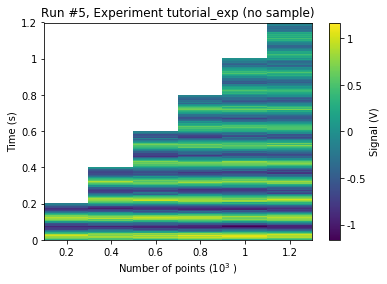 Run #5, Experiment tutorial_exp (no sample)
1.2
1
0.8
0.6
0.4
0.2
0
Time (s)
0.2 0.4 0.6 0.8 1.0 1.2
Number of points (10³ )
1
0.5
0
-0.5
-1
Signal (V)